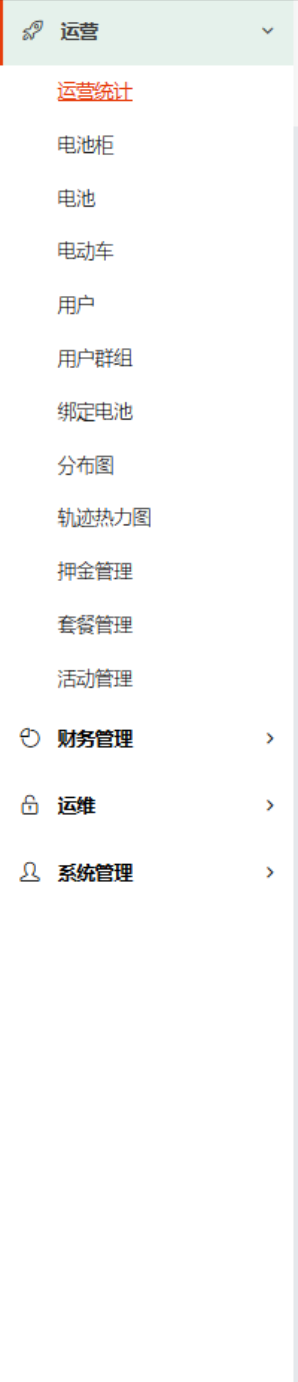 运营
运营统计
电池柜
电池
电动车
用户
用户群组
绑定电池
分布图
轨迹热力图
押金管理
套餐管理
活动管理
财务管理
运维
系统管理